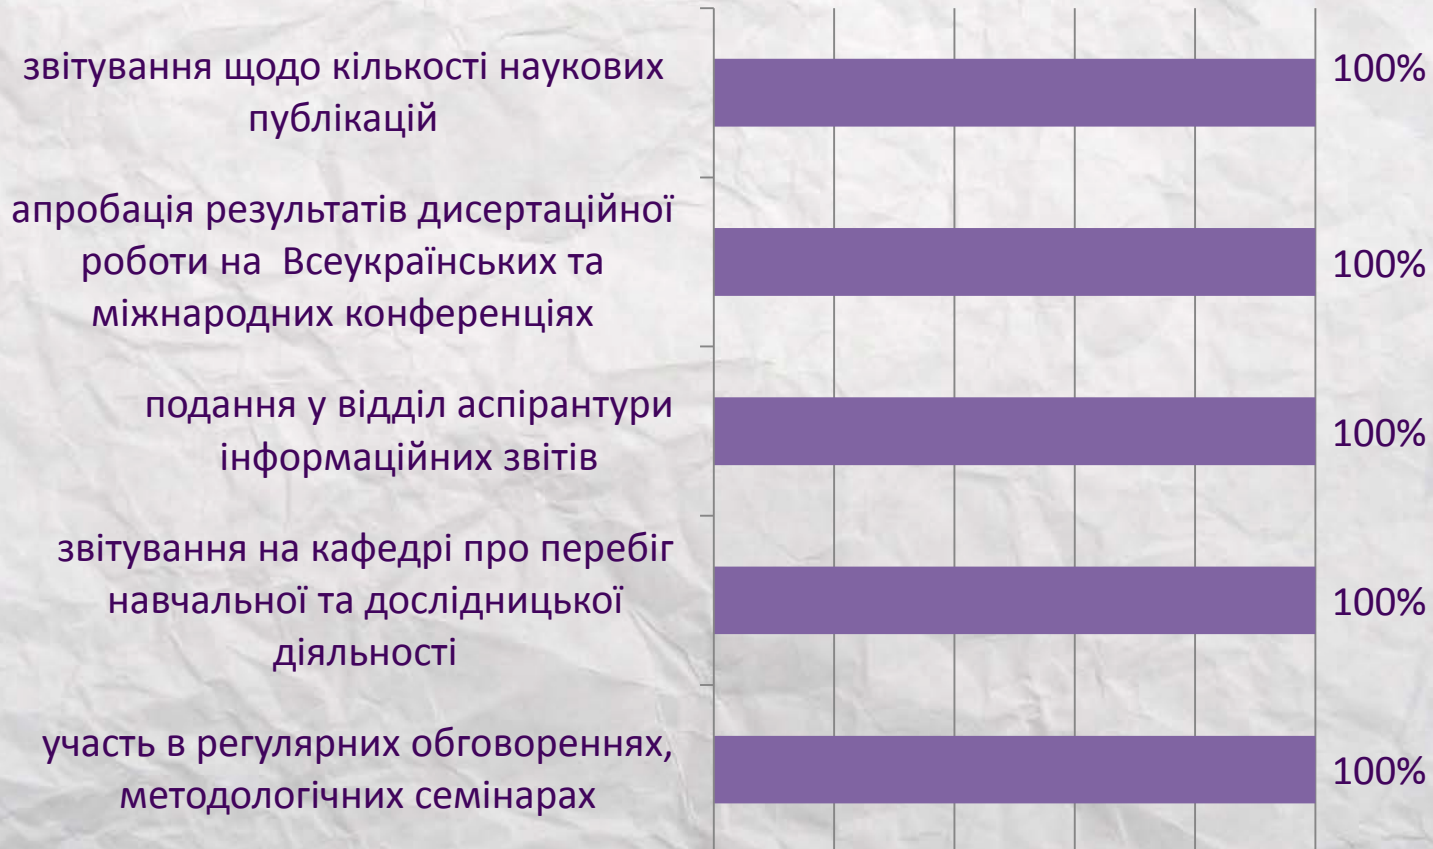 звітування щодо кількості наукових
публікацій
100%
апробація результатів дисертаційної
роботи на Всеукраїнських та
міжнародних конференціях
100%
подання у відділ аспірантури
інформаційних звітів
100%
звітування на кафедрі про перебіг
навчальної та дослідницької
діяльності
100%
участь в регулярних обговореннях,
методологічних семінарах
100%